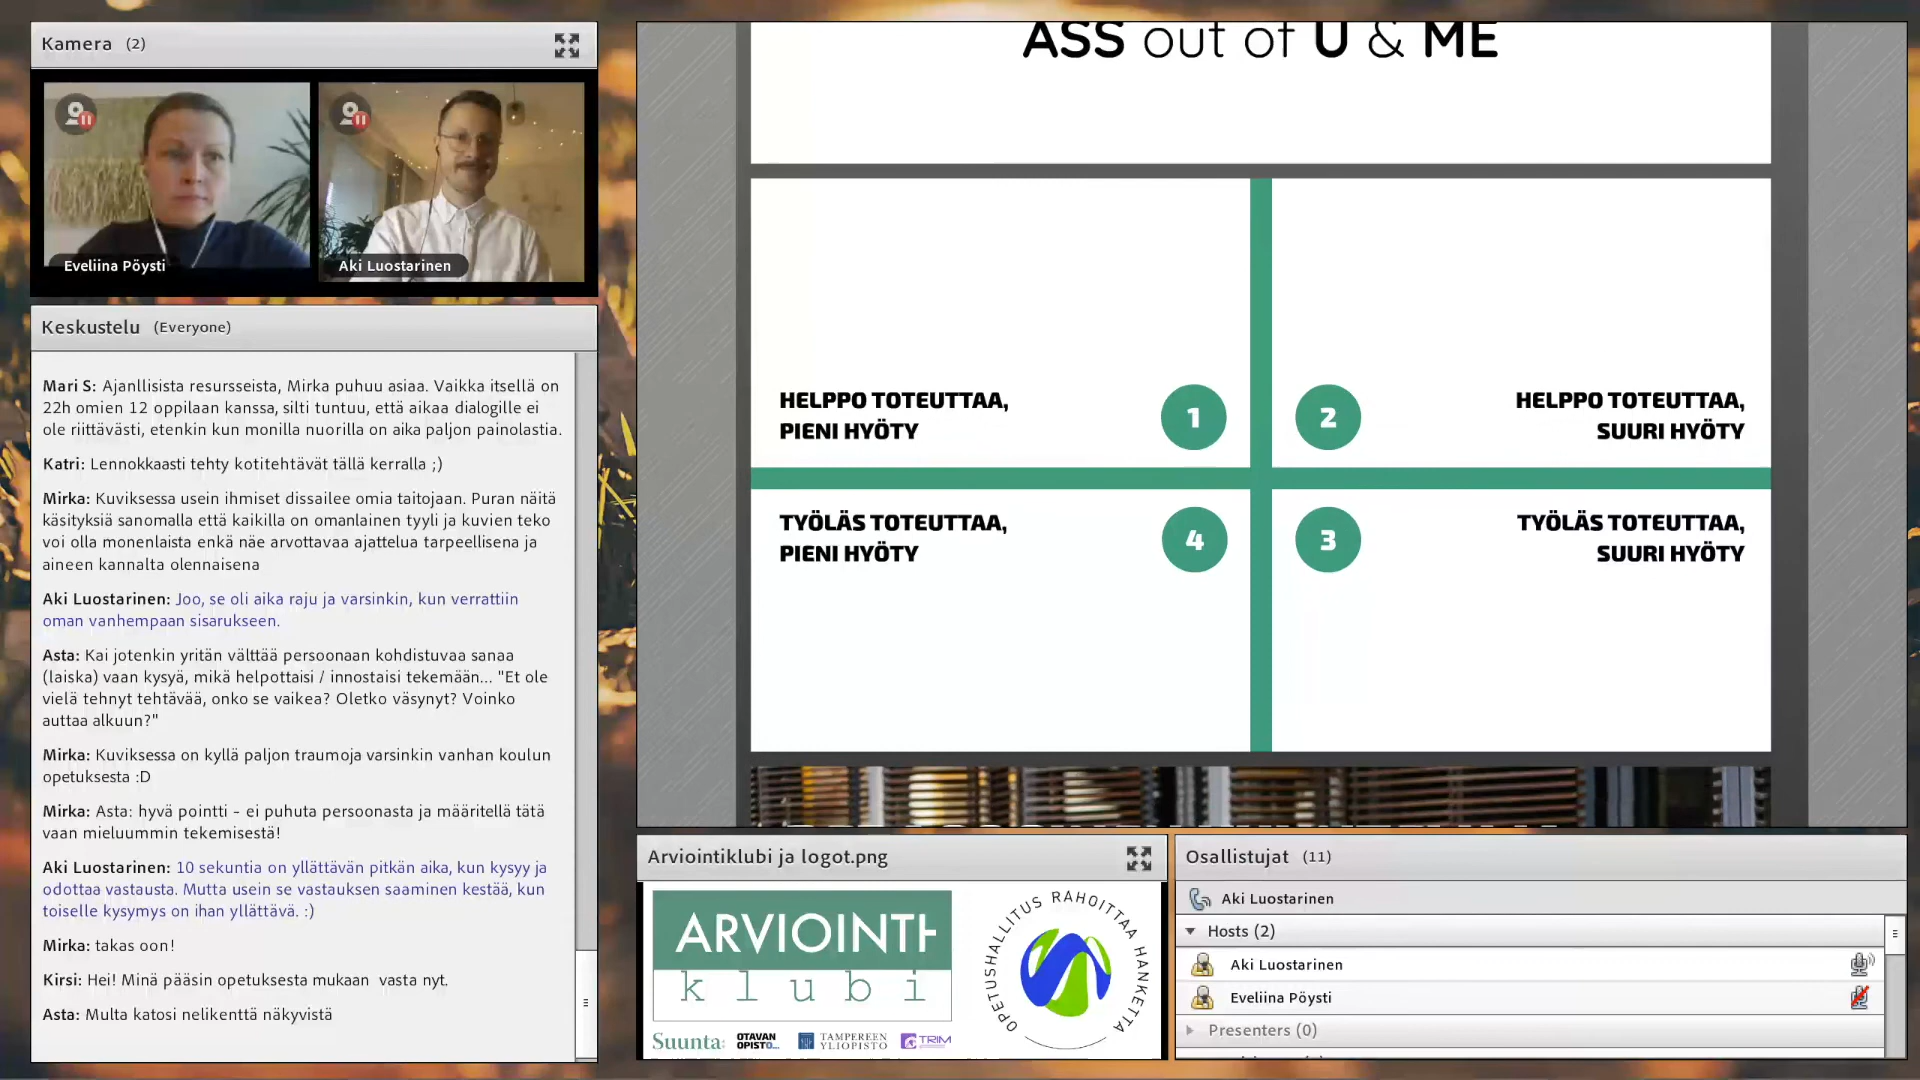 Kamera (2)
Eveliina Pöysti
Aki Luostarinen
Keskustelu (Everyone)
Mari S: Ajanllisista resursseista, Mirka puhuu asiaa. Vaikka itsellä on
22h omien 12 oppilaan kanssa, silti tuntuu, että aikaa dialogille ei
ole riittävästi, etenkin kun monilla nuorilla on aika paljon painolastia.
Katri: Lennokkaasti tehty kotitehtävät tällä kerralla ;)
Mirka: Kuviksessa usein ihmiset dissailee omia taitojaan. Puran näitä
käsityksiä sanomalla että kaikilla on omanlainen tyyli ja kuvien teko
voi olla monenlaista enkä näe arvottavaa ajattelua tarpeellisena ja
aineen kannalta olennaisena
Aki Luostarinen: Joo, se oli aika raju ja varsinkin, kun verrattiin
oman vanhempaan sisarukseen.
Asta: Kai jotenkin yritän välttää persoonaan kohdistuvaa sanaa
(laiska) vaan kysyä, mikä helpottaisi / innostaisi tekemään... "Et ole
vielä tehnyt tehtävää, onko se vaikea? Oletko väsynyt? Voinko
auttaa alkuun?"
Mirka: Kuviksessa on kyllä paljon traumoja varsinkin vanhan koulun
opetuksesta :D
Mirka: Asta: hyvä pointti - ei puhuta persoonasta ja määritellä tätä
vaan mieluummin tekemisestä!
Aki Luostarinen: 10 sekuntia on yllättävän pitkän aika, kun kysyy ja
odottaa vastausta. Mutta usein se vastauksen saaminen kestää, kun
toiselle kysymys on ihan yllättävä. :)
Mirka: takas oon!
Kirsi: Hei! Minä pääsin opetuksesta mukaan vasta nyt.
Asta: Multa katosi nelikenttä näkyvistä
ASS out of U & ME
HELPPO TOTEUTTAA,
PIENI HYÖTY
1
2
HELPPO TOTEUTTAA,
SUURI HYÖTY
TYÖLÄS TOTEUTTAA,
PIENI HYÖTY
4
3
TYÖLÄS TOTEUTTAA,
SUURI HYÖTY
Arviointiklubi ja logot.png
ARVIOINTI
klubi
Suunta:
OTAVAN
OPISTO
TAMPEREEN
YLIOPISTO
TRIM
OPETUSHALLITUS RAHOITTAA HANKETTA
Osallistujat (11)
Aki Luostarinen
Hosts (2)
Aki Luostarinen
Eveliina Pöysti
Presenters (0)